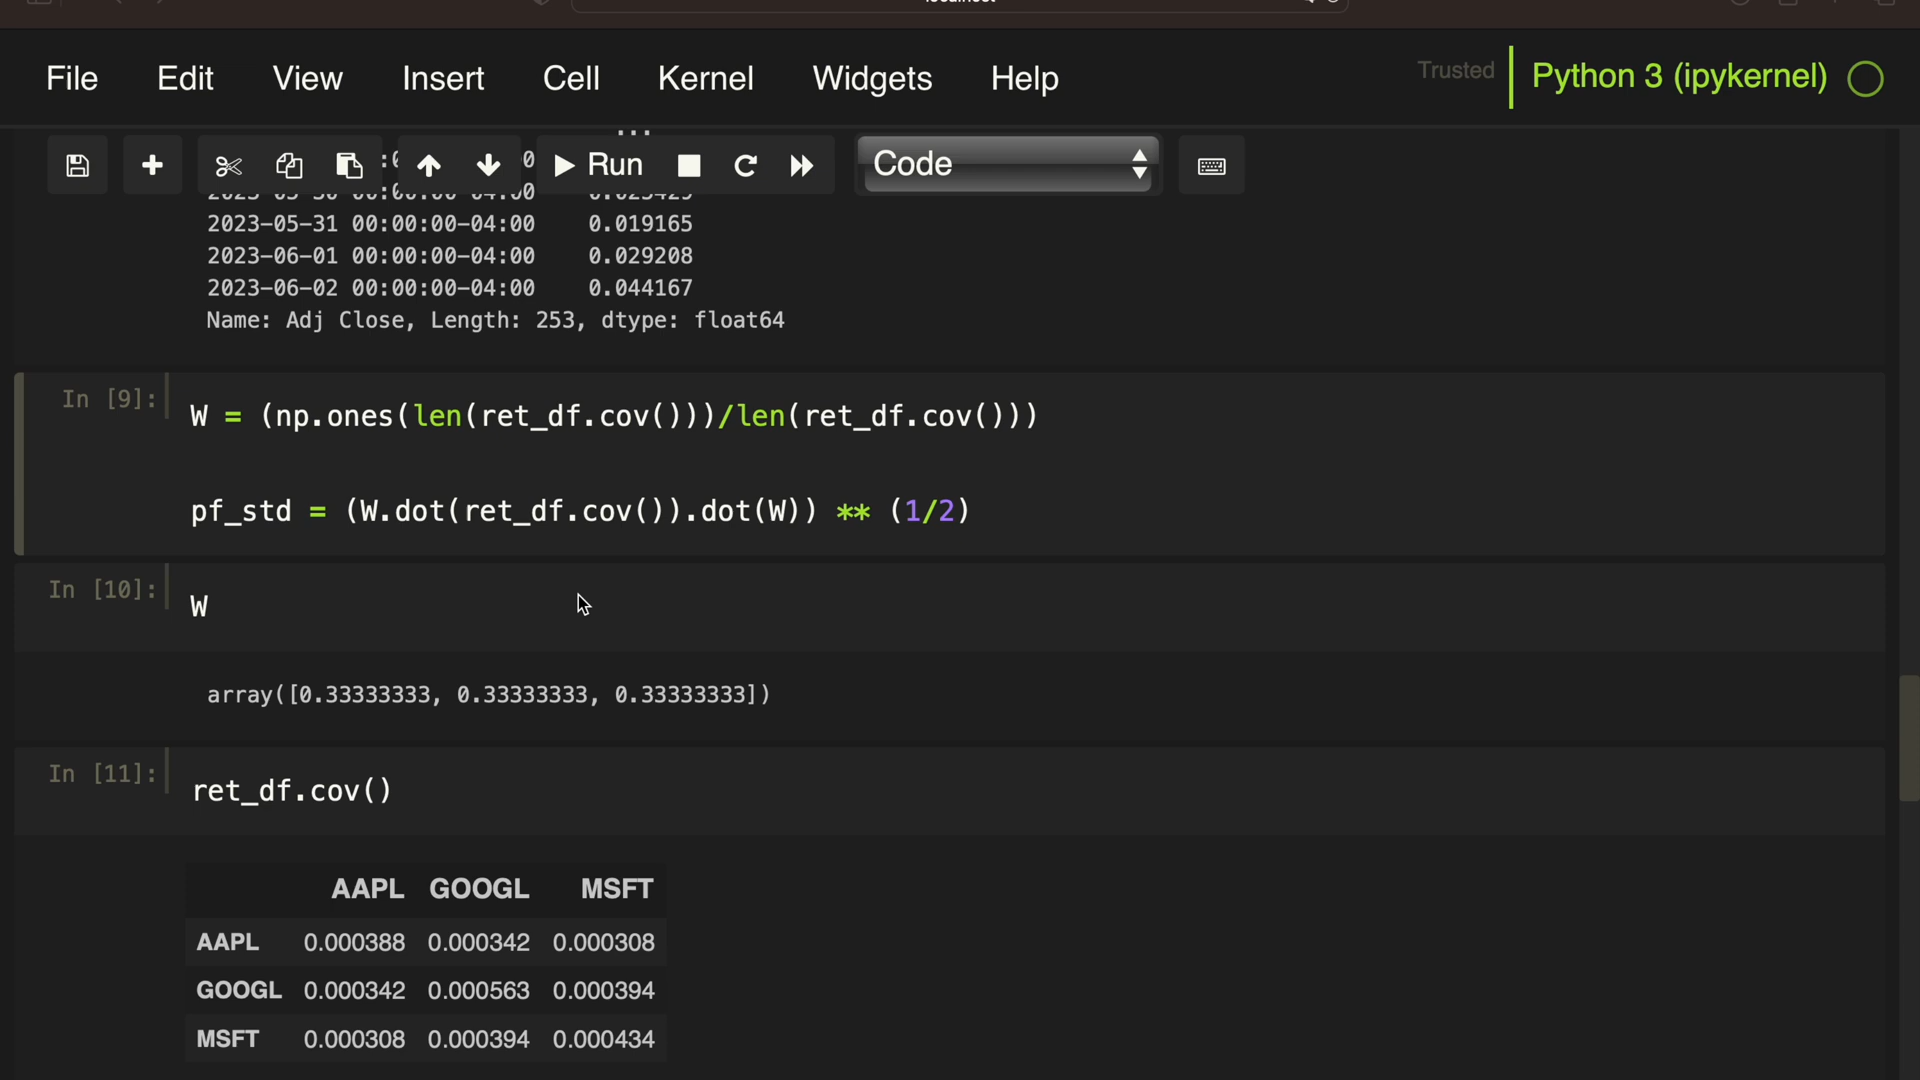 File Edit View Insert Cell Kernel Widgets Help Trusted Python 3 (ipykernel)
Run Code
2023-05-31 00:00:00-04:00 0.019165
2023-06-01 00:00:00-04:00 0.029208
2023-06-02 00:00:00-04:00 0.044167
Name: Adj Close, Length: 253, dtype: float64
In [9]: W = (np.ones(len(ret_df.cov()))/len(ret_df.cov()))
pf_std = (W.dot(ret_df.cov()).dot(W)) ** (1/2)
In [10]: W
array([0.33333333, 0.33333333, 0.33333333])
In [11]: ret_df.cov()
AAPL GOOGL MSFT
AAPL 0.000388 0.000342 0.000308
GOOGL 0.000342 0.000563 0.000394
MSFT 0.000308 0.000394 0.000434